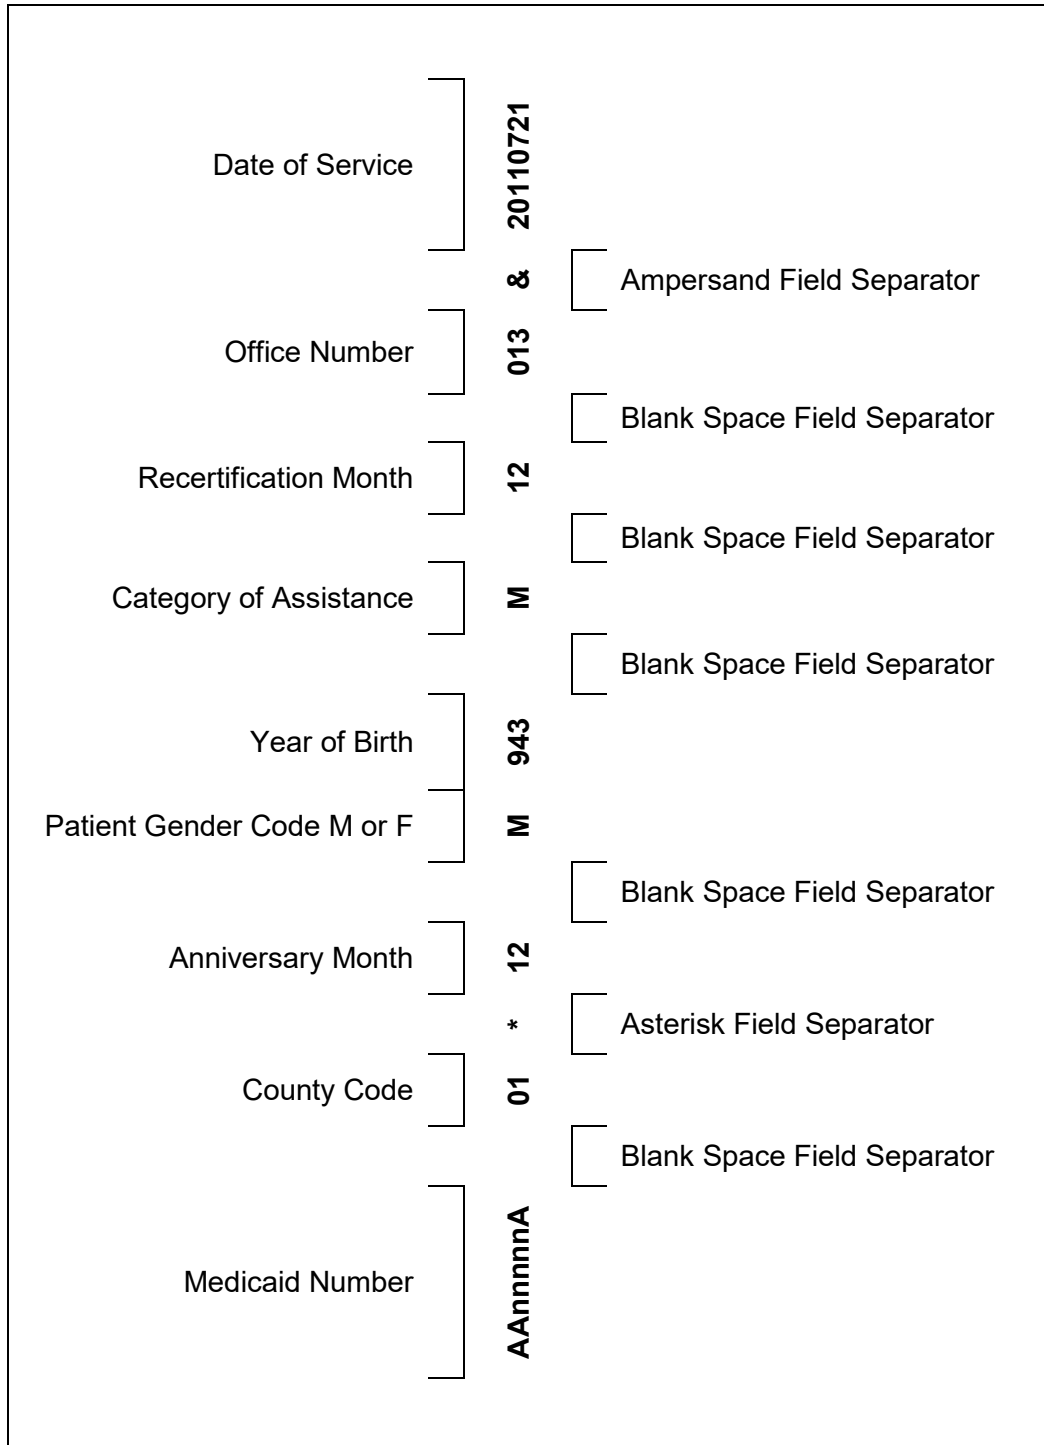 Date of Service
20110721
&
Ampersand Field Separator
Office Number
013
Blank Space Field Separator
Recertification Month
12
Blank Space Field Separator
Category of Assistance
M
Blank Space Field Separator
Year of Birth
943
Patient Gender Code M or F
M
Blank Space Field Separator
Anniversary Month
12
*
Asterisk Field Separator
County Code
01
Blank Space Field Separator
Medicaid Number
AAnnnnnA